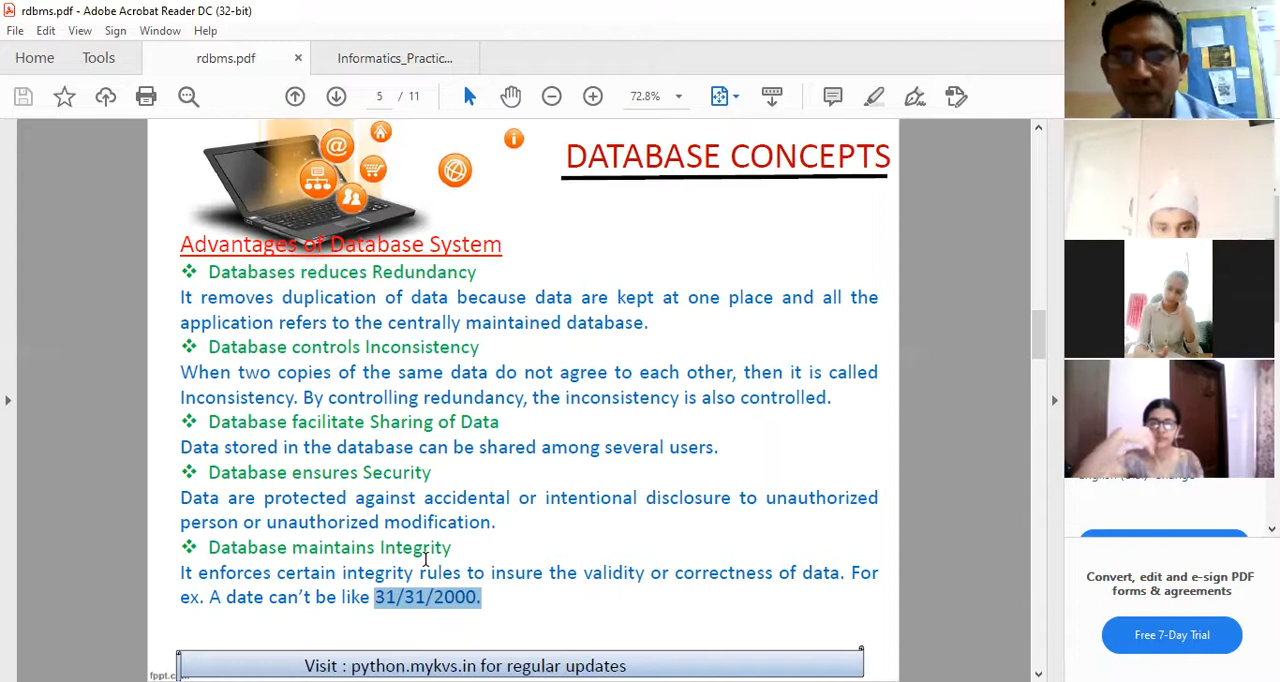 rdbms.pdf - Adobe Acrobat Reader DC (32-bit)
File Edit View Sign Window Help
Home Tools rdbms.pdf × Informatics_Practic...
5 / 11 72.8%
DATABASE CONCEPTS
Advantages of Database System
❖ Databases reduces Redundancy
It removes duplication of data because data are kept at one place and all the
application refers to the centrally maintained database.
❖ Database controls Inconsistency
When two copies of the same data do not agree to each other, then it is called
Inconsistency. By controlling redundancy, the inconsistency is also controlled.
❖ Database facilitate Sharing of Data
Data stored in the database can be shared among several users.
❖ Database ensures Security
Data are protected against accidental or intentional disclosure to unauthorized
person or unauthorized modification.
❖ Database maintains Integrity
It enforces certain integrity rules to insure the validity or correctness of data. For
ex. A date can’t be like 31/31/2000.
Visit : python.mykvs.in for regular updates
Convert, edit and e-sign PDF
forms & agreements
Free 7-Day Trial